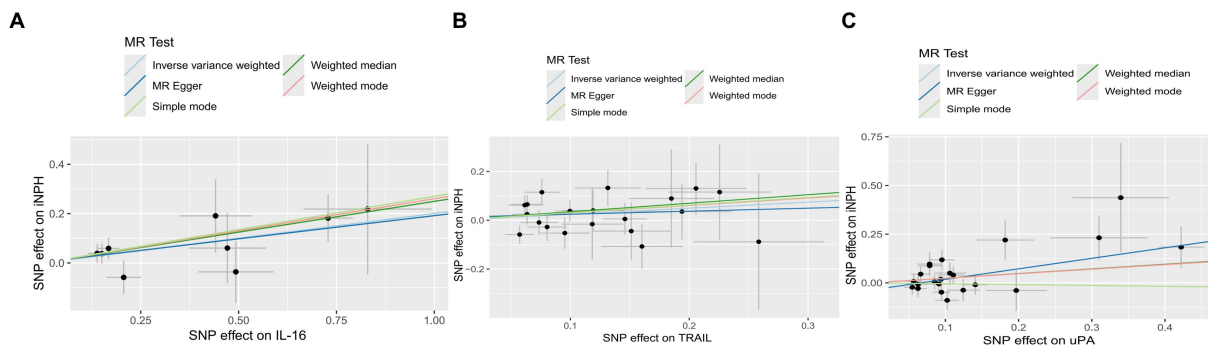 A
MR Test
Inverse variance weighted
Weighted median
MR Egger
Weighted mode
Simple mode
SNP effect on iNPH
0.4
0.2
0.0
0.25
0.50
0.75
1.00
SNP effect on IL-16
B
MR Test
Inverse variance weighted
Weighted median
MR Egger
Weighted mode
Simple mode
SNP effect on iNPH
0.2
0.0
−0.2
0.1
0.2
0.3
SNP effect on TRAIL
C
MR Test
Inverse variance weighted
Weighted median
MR Egger
Weighted mode
Simple mode
SNP effect on iNPH
0.75
0.50
0.25
0.00
0.1
0.2
0.3
0.4
SNP effect on uPA